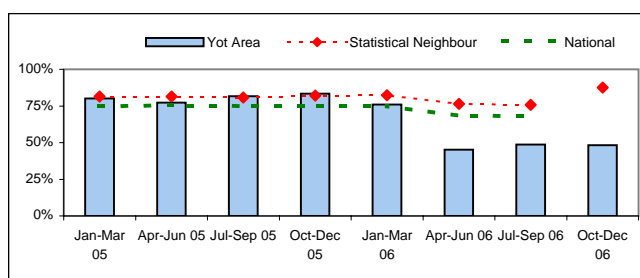 Yot Area Statistical Neighbour National
100%
75%
50%
25%
0%
Jan-Mar 05 Apr-Jun 05 Jul-Sep 05 Oct-Dec 05 Jan-Mar 06 Apr-Jun 06 Jul-Sep 06 Oct-Dec 06